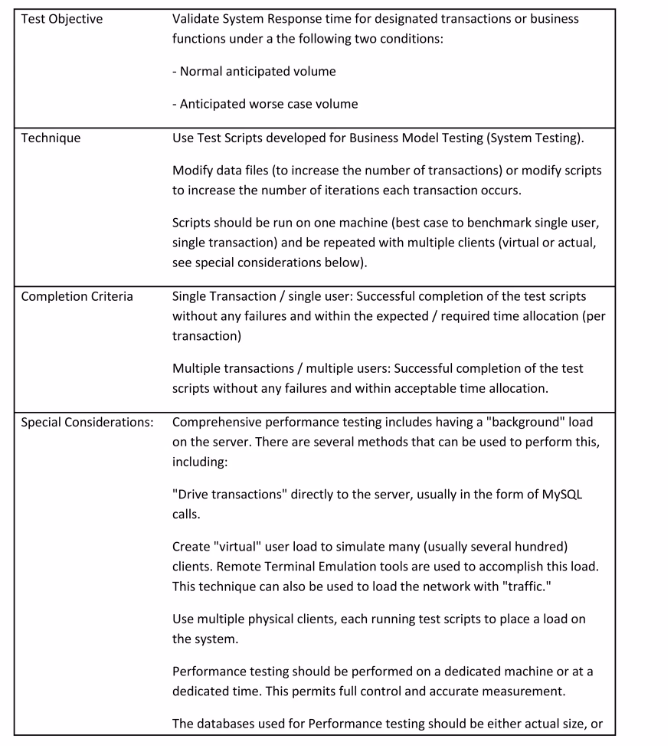 Test Objective
Validate System Response time for designated transactions or business
functions under a the following two conditions:
- Normal anticipated volume
- Anticipated worse case volume
Technique
Use Test Scripts developed for Business Model Testing (System Testing).
Modify data files (to increase the number of transactions) or modify scripts
to increase the number of iterations each transaction occurs.
Scripts should be run on one machine (best case to benchmark single user,
single transaction) and be repeated with multiple clients (virtual or actual,
see special considerations below).
Completion Criteria
Single Transaction / single user: Successful completion of the test scripts
without any failures and within the expected / required time allocation (per
transaction)
Multiple transactions / multiple users: Successful completion of the test
scripts without any failures and within acceptable time allocation.
Special Considerations:
Comprehensive performance testing includes having a "background" load
on the server. There are several methods that can be used to perform this,
including:
"Drive transactions" directly to the server, usually in the form of MySQL
calls.
Create "virtual" user load to simulate many (usually several hundred)
clients. Remote Terminal Emulation tools are used to accomplish this load.
This technique can also be used to load the network with "traffic."
Use multiple physical clients, each running test scripts to place a load on
the system.
Performance testing should be performed on a dedicated machine or at a
dedicated time. This permits full control and accurate measurement.
The databases used for Performance testing should be either actual size, or